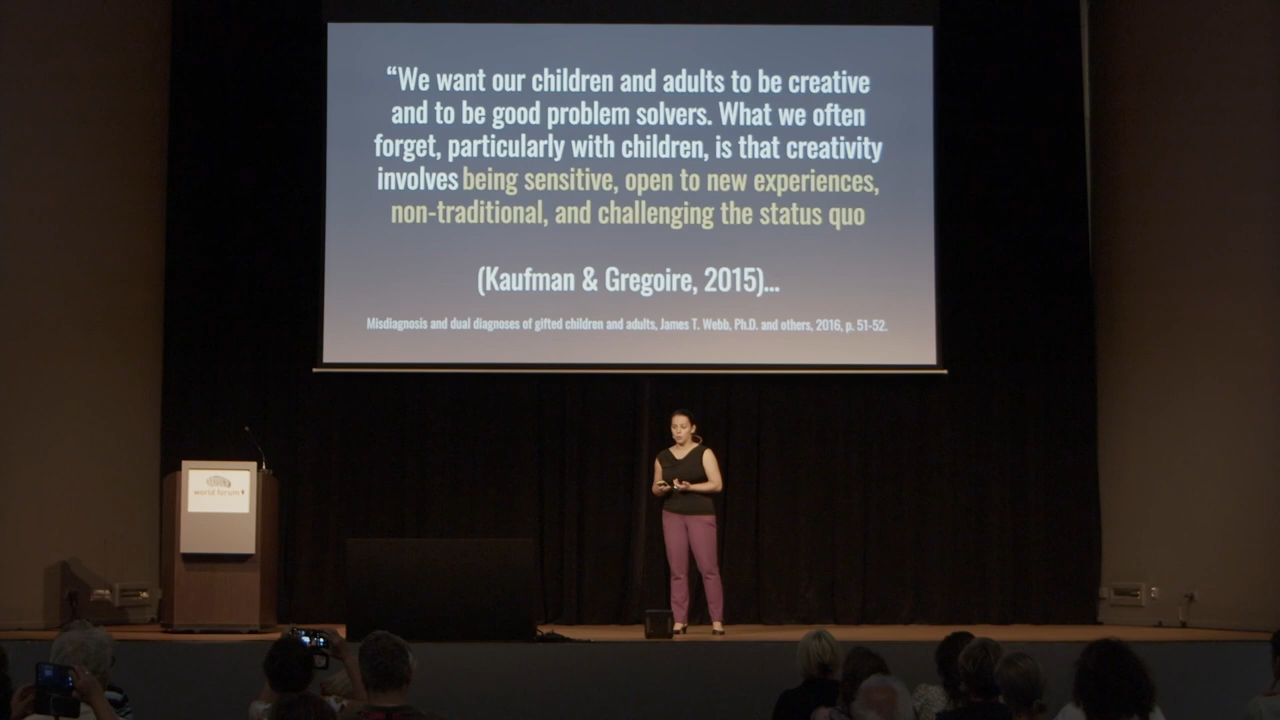 “We want our children and adults to be creative
and to be good problem solvers. What we often
forget, particularly with children, is that creativity
involves being sensitive, open to new experiences,
non-traditional, and challenging the status quo
(Kaufman & Gregoire, 2015)...
Misdiagnosis and dual diagnoses of gifted children and adults, James T. Webb, Ph.D. and others, 2016, p. 51-52.
world forum